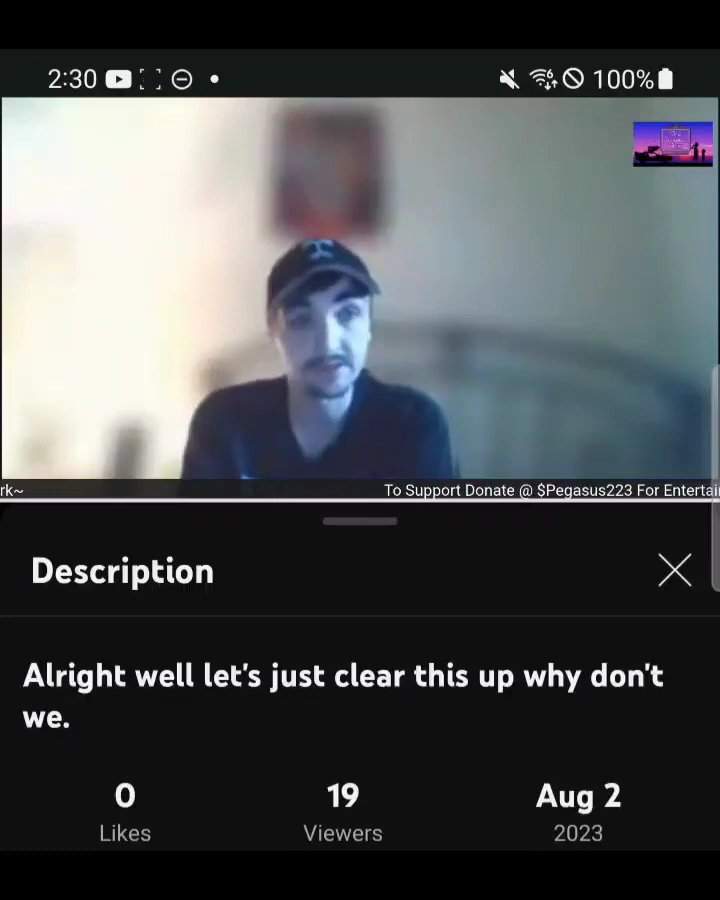 2:30 100%
rk~ To Support Donate @ $Pegasus223 For Entertai
Description
Alright well let's just clear this up why don't
we.
0 19 Aug 2
Likes Viewers 2023